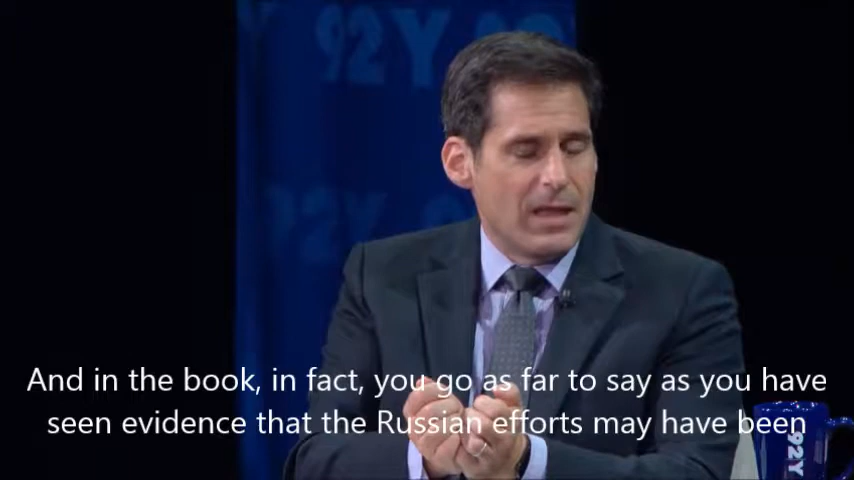 92Y
92Y
And in the book, in fact, you go as far to say as you have
seen evidence that the Russian efforts may have been
92Y